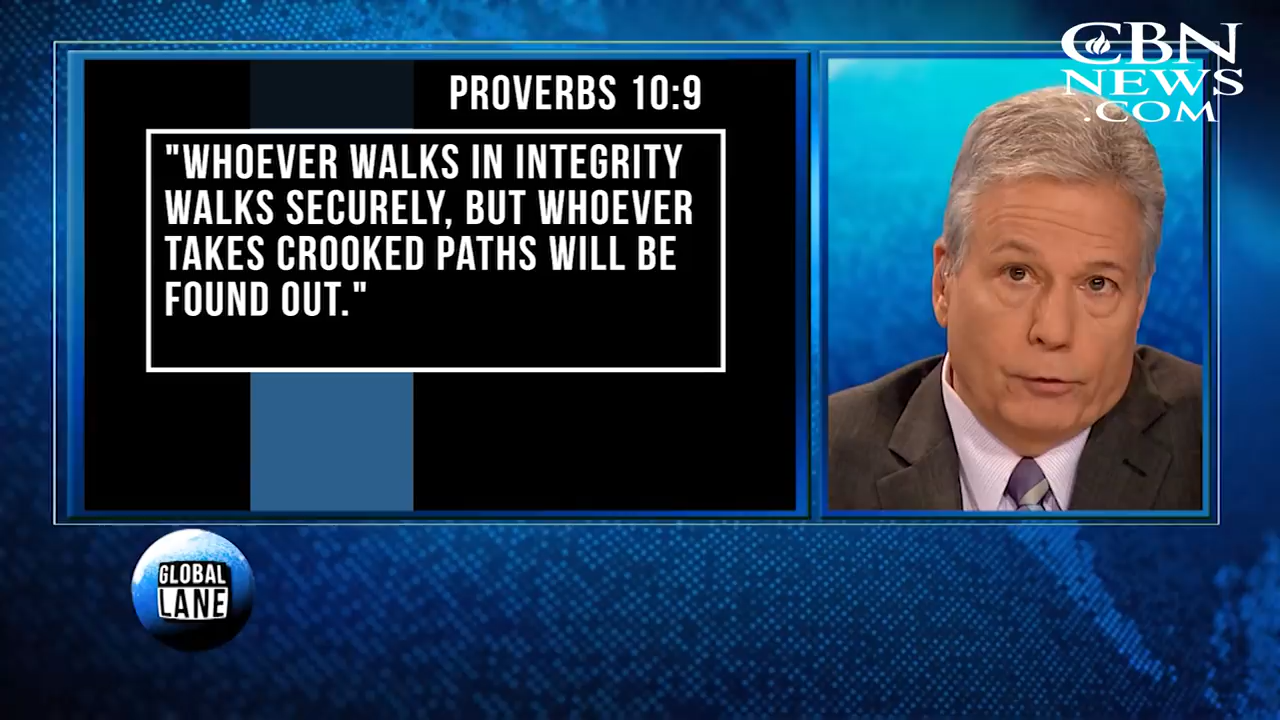 CBN
NEWS
.COM
PROVERBS 10:9
"WHOEVER WALKS IN INTEGRITY
WALKS SECURELY, BUT WHOEVER
TAKES CROOKED PATHS WILL BE
FOUND OUT."
GLOBAL
LANE